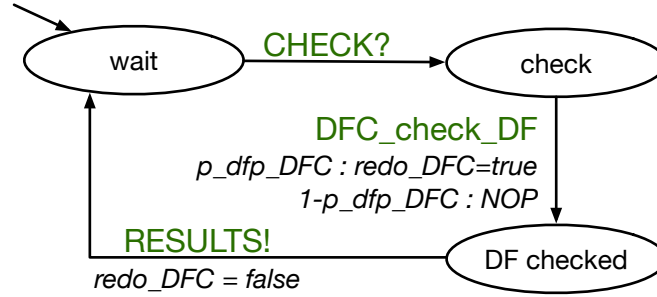 CHECK?
wait
check
DFC_check_DF
p_dfp_DFC : redo_DFC=true
1-p_dfp_DFC : NOP
RESULTS!
DF checked
redo_DFC = false